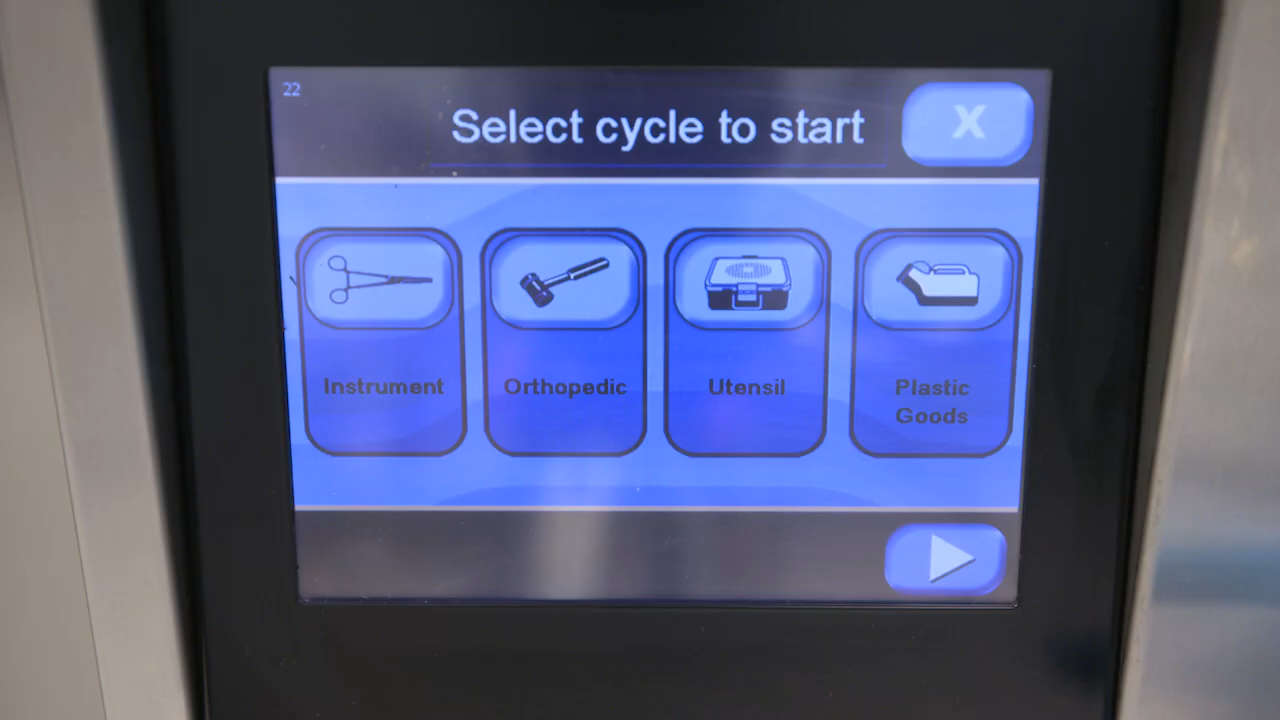 22
Select cycle to start
X
Instrument
Orthopedic
Utensil
Plastic
Goods